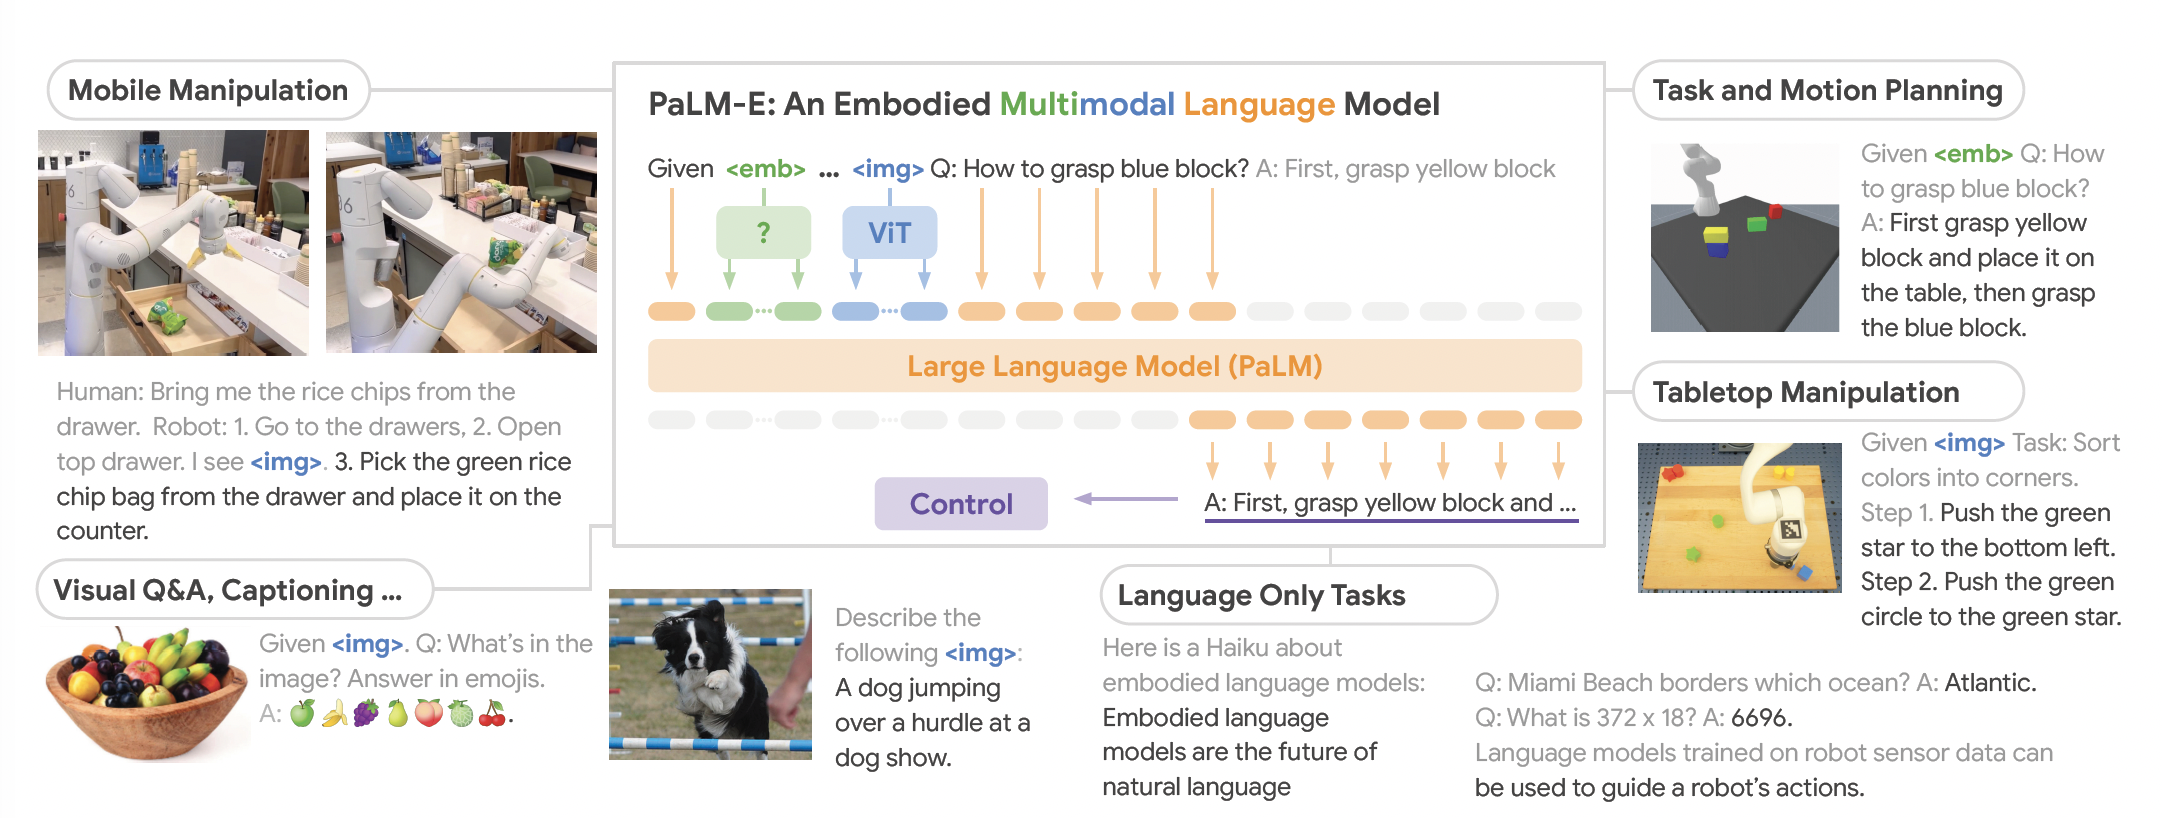 Mobile Manipulation
Human: Bring me the rice chips from the
drawer. Robot: 1. Go to the drawers, 2. Open
top drawer. I see <img>. 3. Pick the green rice
chip bag from the drawer and place it on the
counter.
Visual Q&A, Captioning ...
Given <img>. Q: What's in the
image? Answer in emojis.
A: 🍏 🍌 🍇 🍐 🍑 🍈 🍒.
PaLM-E: An Embodied Multimodal Language Model
Given <emb> ... <img> Q: How to grasp blue block? A: First, grasp yellow block
?
ViT
Large Language Model (PaLM)
Control
A: First, grasp yellow block and ...
Describe the
following <img>:
A dog jumping
over a hurdle at a
dog show.
Language Only Tasks
Here is a Haiku about
embodied language models:
Embodied language
models are the future of
natural language
Q: Miami Beach borders which ocean? A: Atlantic.
Q: What is 372 x 18? A: 6696.
Language models trained on robot sensor data can
be used to guide a robot's actions.
Task and Motion Planning
Given <emb> Q: How
to grasp blue block?
A: First grasp yellow
block and place it on
the table, then grasp
the blue block.
Tabletop Manipulation
Given <img> Task: Sort
colors into corners.
Step 1. Push the green
star to the bottom left.
Step 2. Push the green
circle to the green star.